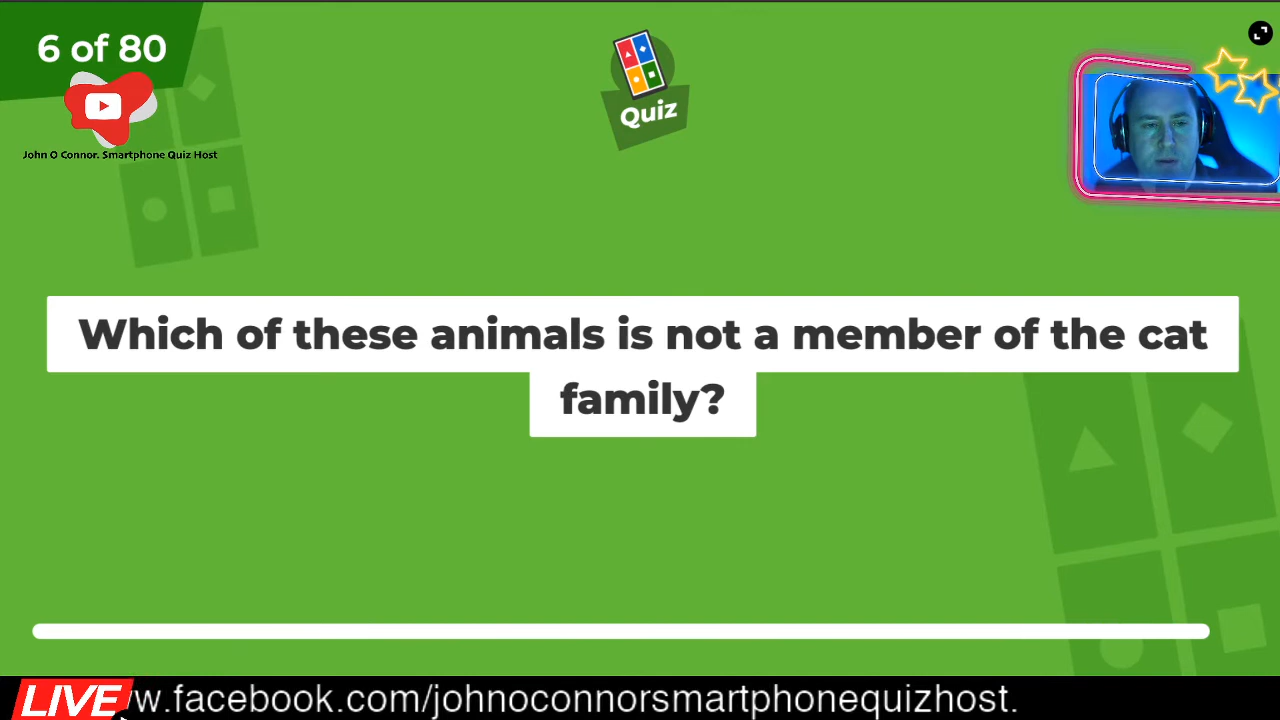 6 of 80
Quiz
John O Connor. Smartphone Quiz Host
Which of these animals is not a member of the cat
family?
LIVE
w.facebook.com/johnoconnorsmartphonequizhost.